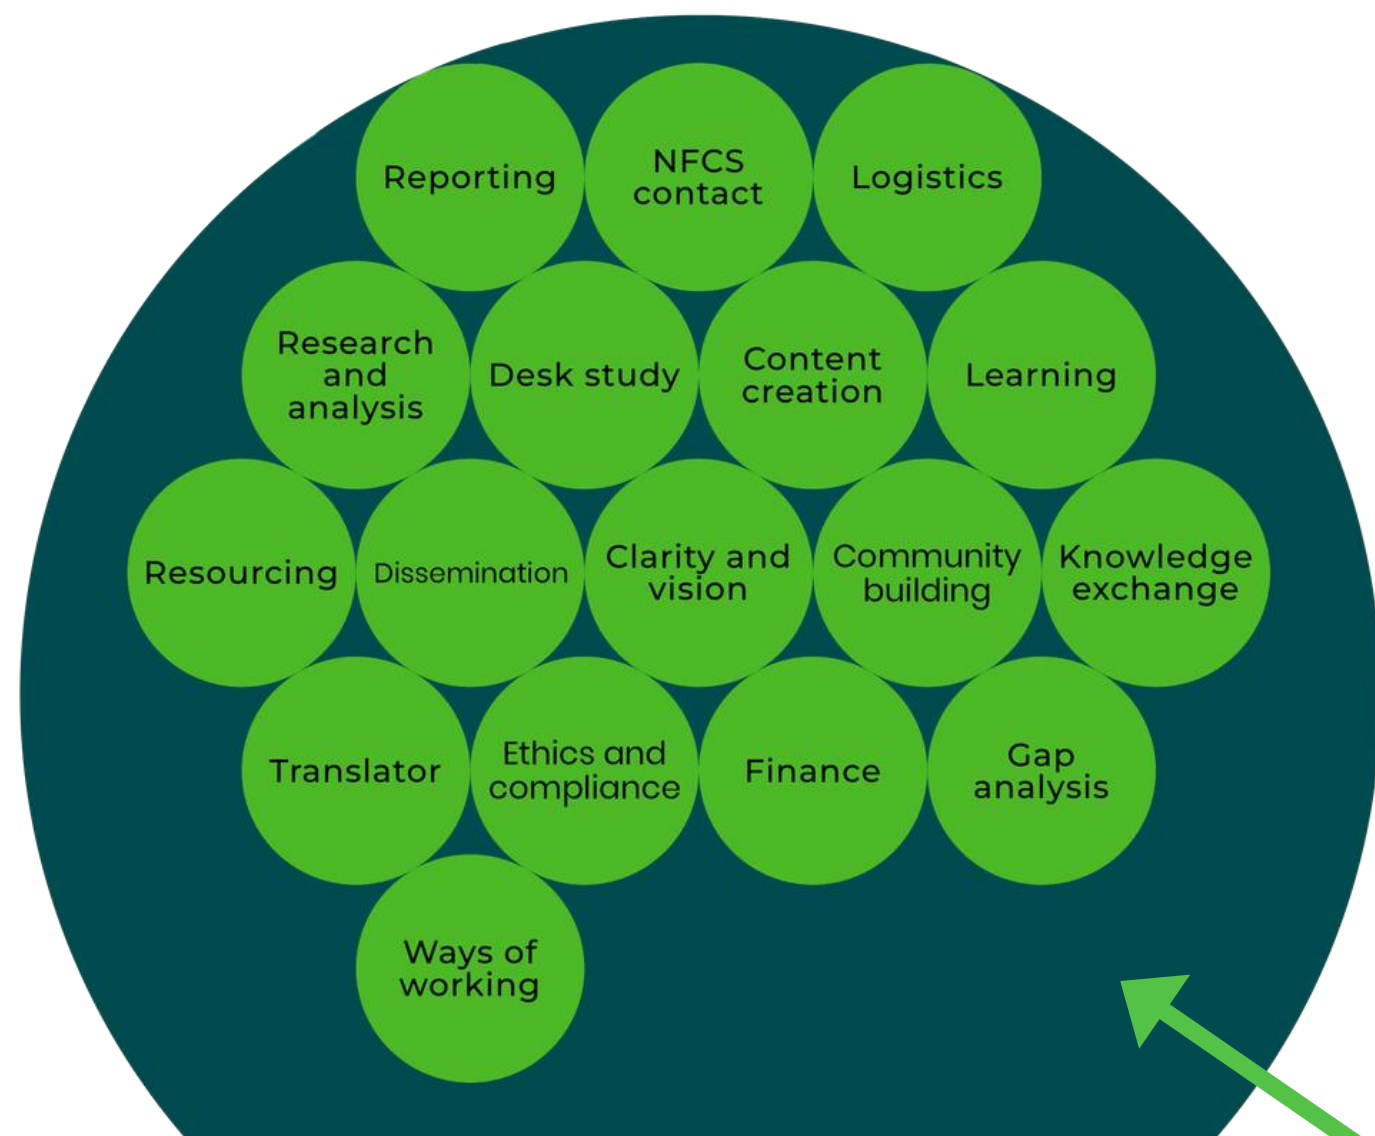 Reporting
NFCS
contact
Logistics
Research
and
analysis
Desk study
Content
creation
Learning
Resourcing
Dissemination
Clarity and
vision
Community
building
Knowledge
exchange
Translator
Ethics and
compliance
Finance
Gap
analysis
Ways of
working